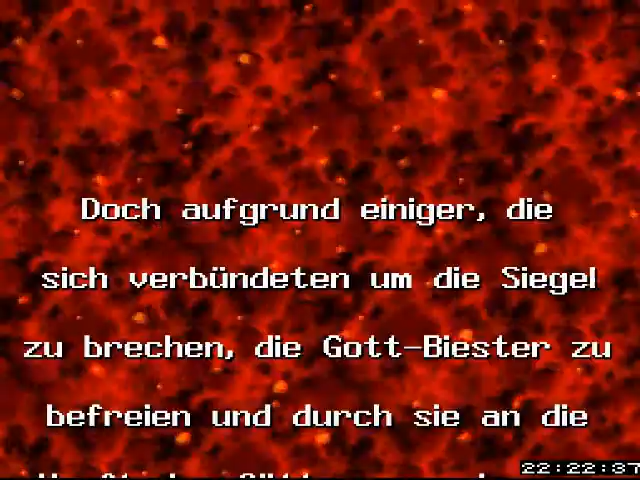 Doch aufgrund einiger, die
sich verbündeten um die Siegel
zu brechen, die Gott-Biester zu
befreien und durch sie an die
22:22:37